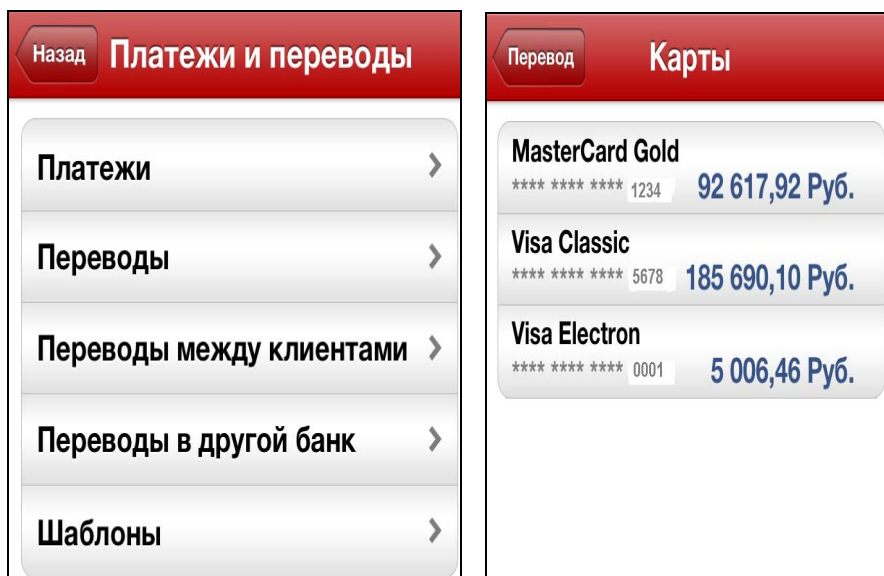 Назад Платежи и переводы
Платежи
Переводы
Переводы между клиентами
Переводы в другой банк
Шаблоны
Перевод Карты
MasterCard Gold
**** **** **** 1234 92 617,92 Руб.
Visa Classic
**** **** **** 5678 185 690,10 Руб.
Visa Electron
**** **** **** 0001 5 006,46 Руб.